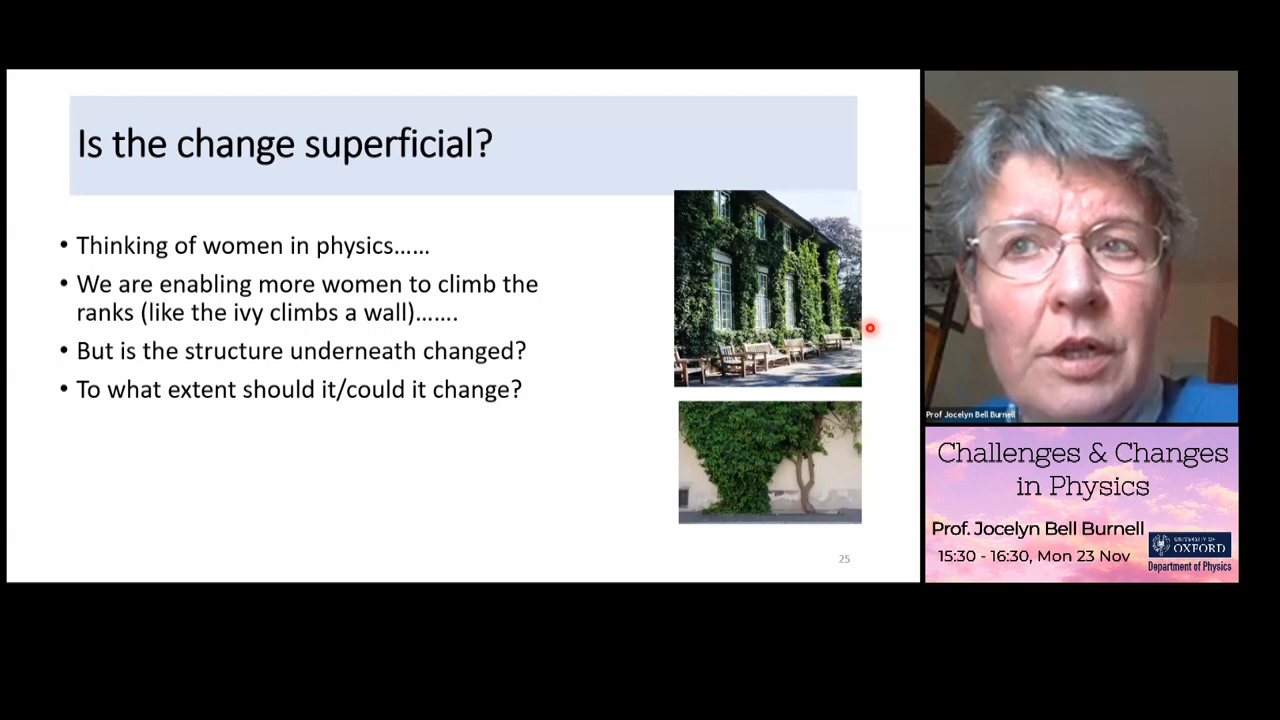 Is the change superficial?
• Thinking of women in physics……
• We are enabling more women to climb the
ranks (like the ivy climbs a wall)…….
• But is the structure underneath changed?
• To what extent should it/could it change?
25
Prof Jocelyn Bell Burnell
Challenges & Changes
in Physics
Prof. Jocelyn Bell Burnell
15:30 - 16:30, Mon 23 Nov
UNIVERSITY OF
OXFORD
Department of Physics